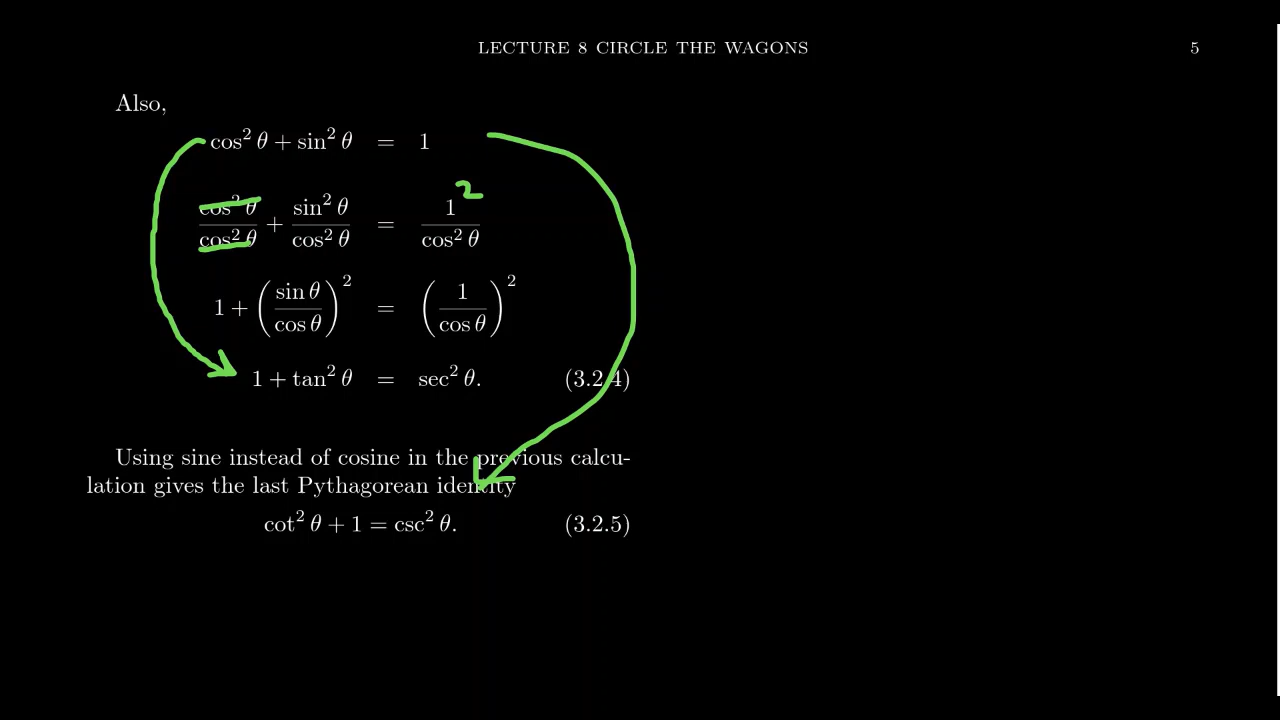 LECTURE 8 CIRCLE THE WAGONS 5
Also,
cos² θ + sin² θ = 1
cos² θ / cos² θ + sin² θ / cos² θ = 1² / cos² θ
1 + (sin θ / cos θ)² = (1 / cos θ)²
1 + tan² θ = sec² θ. (3.2.4)
Using sine instead of cosine in the previous calcu-
lation gives the last Pythagorean identity
cot² θ + 1 = csc² θ. (3.2.5)